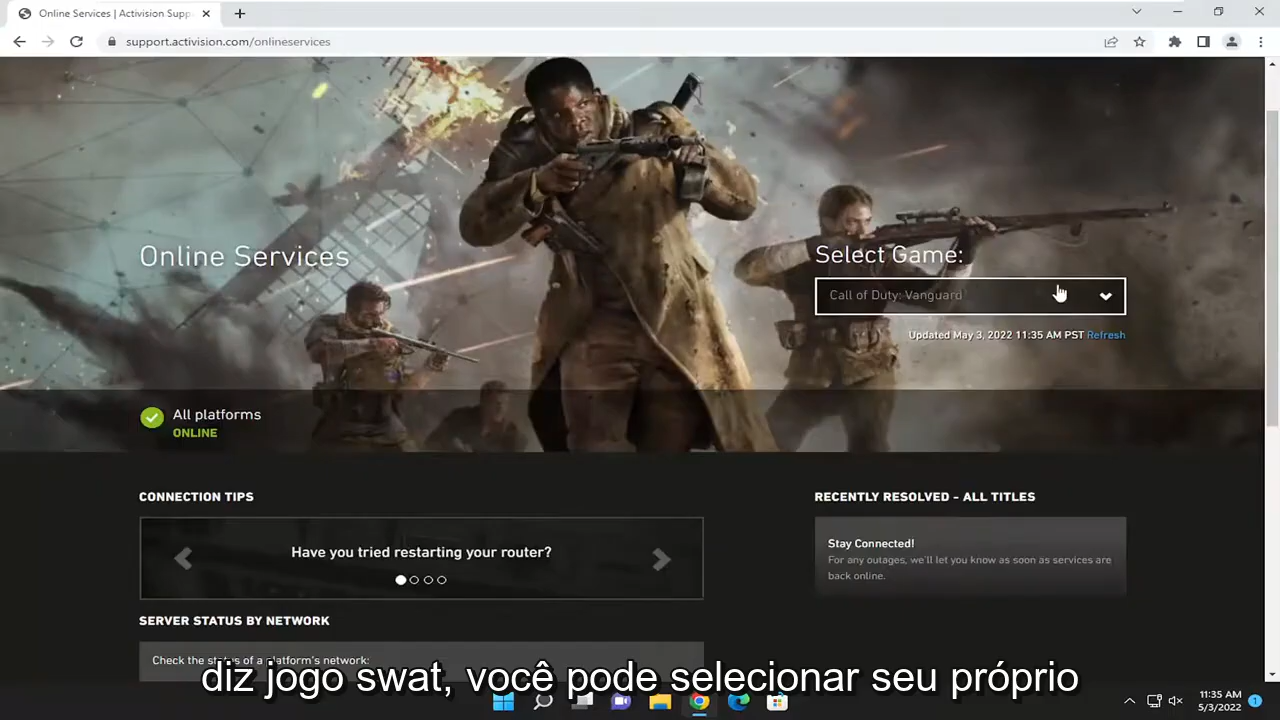 Online Services | Activision Supp
support.activision.com/onlineservices
Online Services
Select Game:
Call of Duty: Vanguard
Updated May 3, 2022 11:35 AM PST Refresh
All platforms
ONLINE
CONNECTION TIPS
Have you tried restarting your router?
RECENTLY RESOLVED - ALL TITLES
Stay Connected!
For any outages, we'll let you know as soon as services are
back online.
SERVER STATUS BY NETWORK
Check the status of a platform's network:
diz jogo swat, você pode selecionar seu próprio
11:35 AM
5/3/2022
1